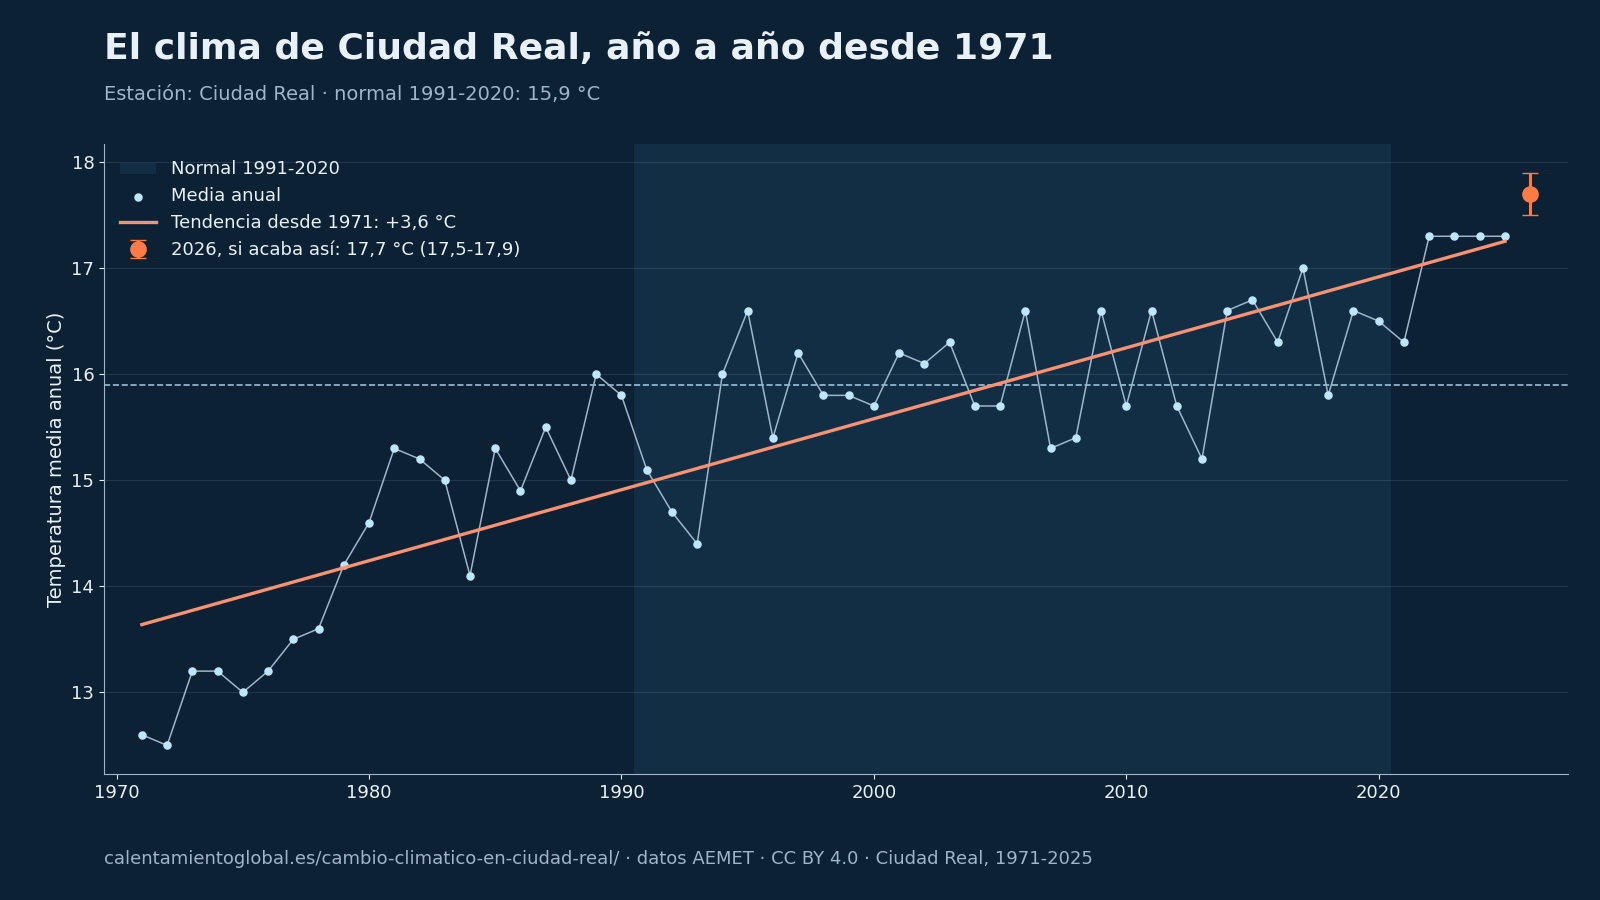 El clima de Ciudad Real, año a año desde 1971
Estación: Ciudad Real · normal 1991-2020: 15,9 °C
Normal 1991-2020
Media anual
Tendencia desde 1971: +3,6 °C
2026, si acaba así: 17,7 °C (17,5-17,9)
Temperatura media anual (°C)
18
17
16
15
14
13
1970 1980 1990 2000 2010 2020
calentamientoglobal.es/cambio-climatico-en-ciudad-real/ · datos AEMET · CC BY 4.0 · Ciudad Real, 1971-2025